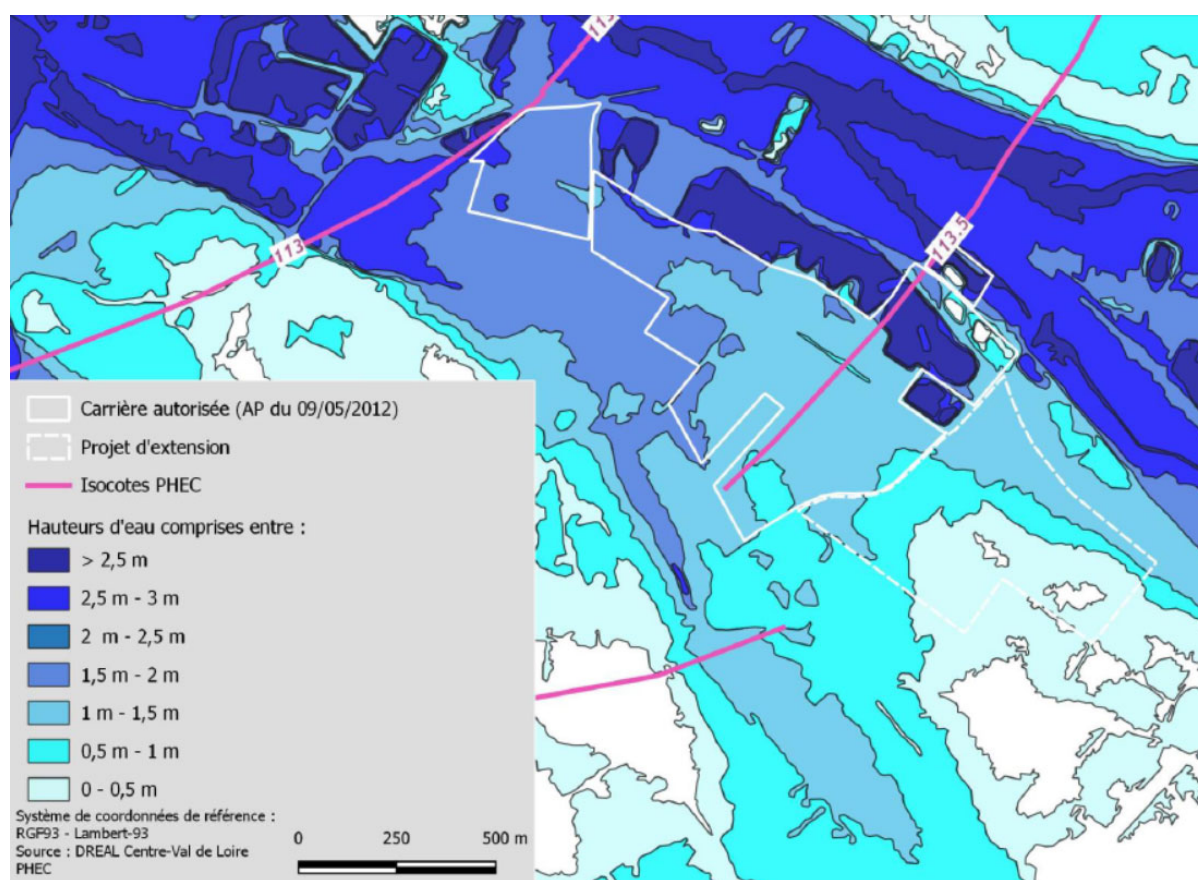 113
113.5
113
Carrière autorisée (AP du 09/05/2012)
Projet d'extension
Isocotes PHEC
Hauteurs d'eau comprises entre :
> 2,5 m
2,5 m - 3 m
2 m - 2,5 m
1,5 m - 2 m
1 m - 1,5 m
0,5 m - 1 m
0 - 0,5 m
Système de coordonnées de référence :
RGF93 - Lambert-93
Source : DREAL Centre-Val de Loire
PHEC
0 250 500 m